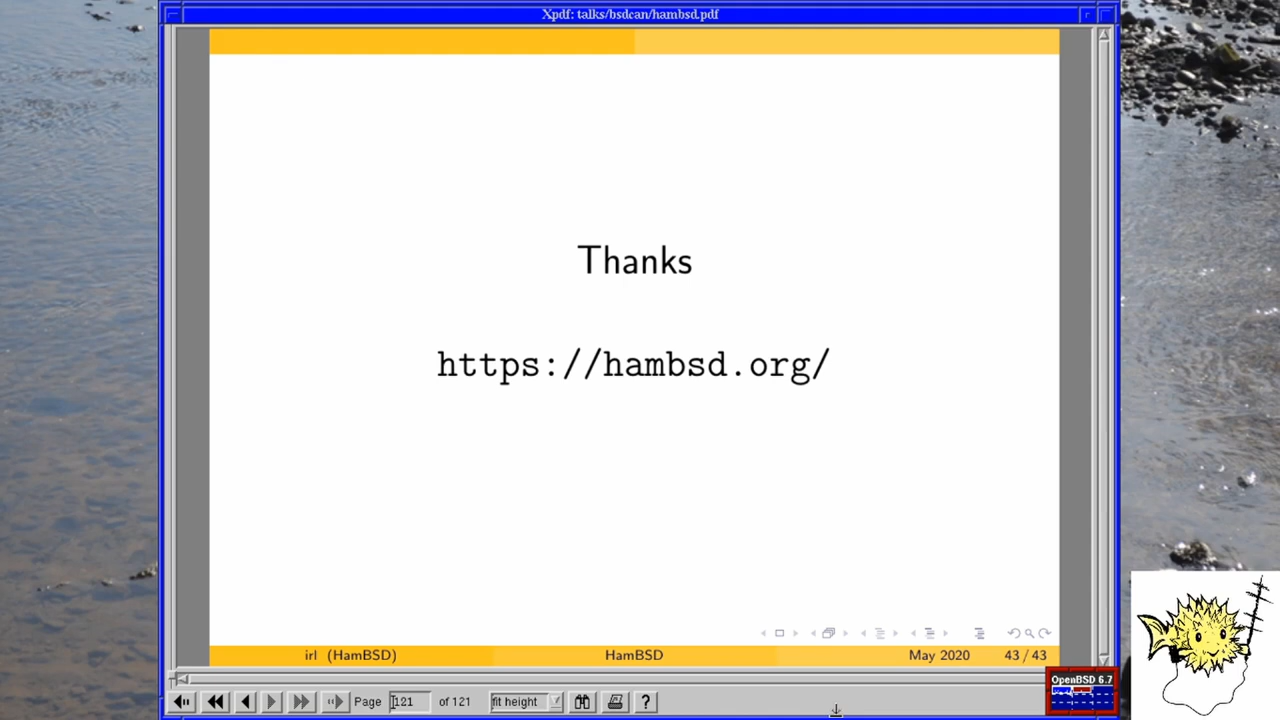 Xpdf: talks/bsdcan/hambsd.pdf
Thanks
https://hambsd.org/
irl (HamBSD)
HamBSD
May 2020
43 / 43
OpenBSD 6.7
Page
121
of 121
fit height
?